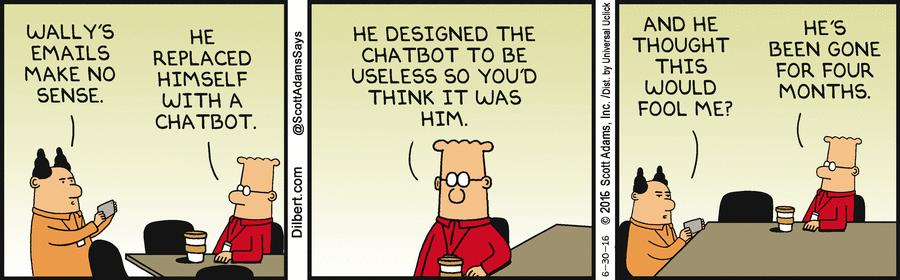 WALLY'S
EMAILS
MAKE NO
SENSE.
HE
REPLACED
HIMSELF
WITH A
CHATBOT.
Dilbert.com @ScottAdamsSays
HE DESIGNED THE
CHATBOT TO BE
USELESS SO YOU'D
THINK IT WAS
HIM.
6-30-16 © 2016 Scott Adams, Inc. /Dist. by Universal Uclick
AND HE
THOUGHT
THIS
WOULD
FOOL ME?
HE'S
BEEN GONE
FOR FOUR
MONTHS.